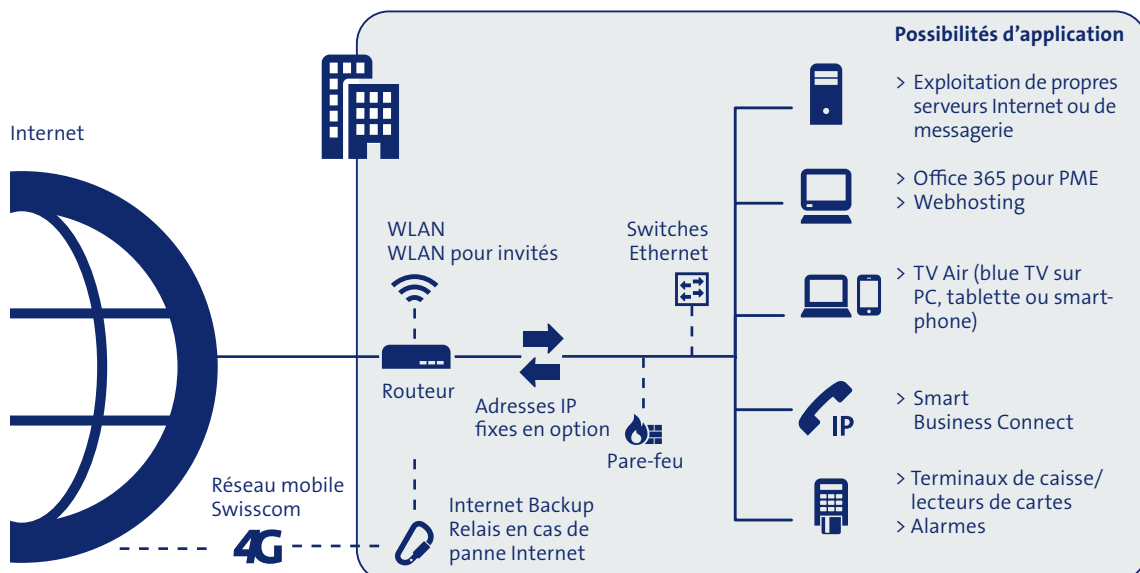 Internet
WLAN
WLAN pour invités
Routeur
Adresses IP
fixes en option
Switches
Ethernet
Pare-feu
Réseau mobile
Swisscom
4G
Internet Backup
Relais en cas de
panne Internet
Possibilités d’application
> Exploitation de propres
serveurs Internet ou de
messagerie
> Office 365 pour PME
> Webhosting
> TV Air (blue TV sur
PC, tablette ou smart-
phone)
IP
> Smart
Business Connect
> Terminaux de caisse/
lecteurs de cartes
> Alarmes